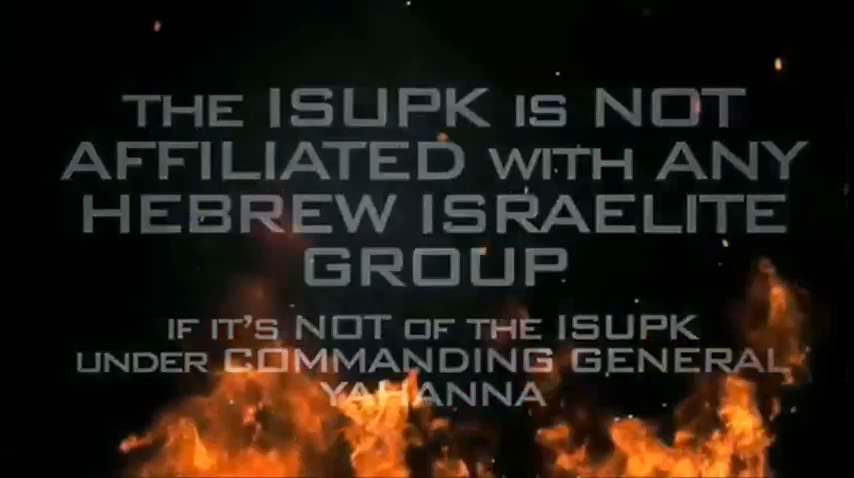 THE ISUPK IS NOT
AFFILIATED WITH ANY
HEBREW ISRAELITE
GROUP
IF IT'S NOT OF THE ISUPK
UNDER COMMANDING GENERAL
YAHANNA